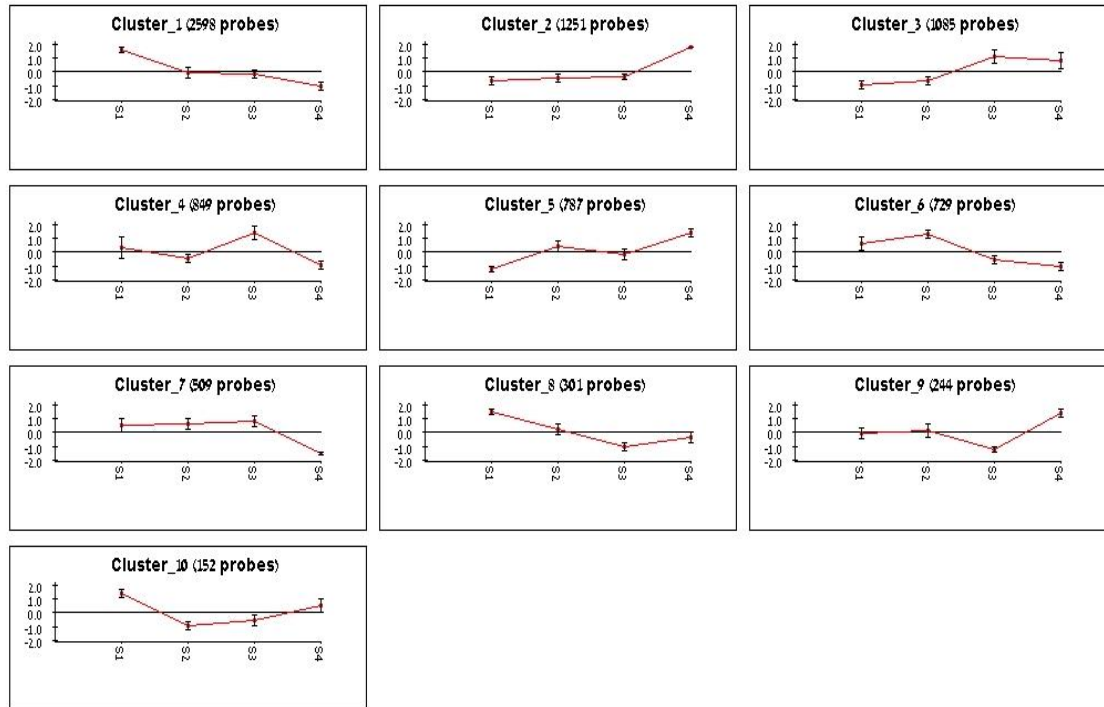 Cluster_1 (2598 probes)
2.0
1.0
0.0
-1.0
-2.0
S1
S2
S3
S4
Cluster_2 (1251 probes)
2.0
1.0
0.0
-1.0
-2.0
S1
S2
S3
S4
Cluster_3 (1085 probes)
2.0
1.0
0.0
-1.0
-2.0
S1
S2
S3
S4
Cluster_4 (849 probes)
2.0
1.0
0.0
-1.0
-2.0
S1
S2
S3
S4
Cluster_5 (787 probes)
2.0
1.0
0.0
-1.0
-2.0
S1
S2
S3
S4
Cluster_6 (729 probes)
2.0
1.0
0.0
-1.0
-2.0
S1
S2
S3
S4
Cluster_7 (509 probes)
2.0
1.0
0.0
-1.0
-2.0
S1
S2
S3
S4
Cluster_8 (301 probes)
2.0
1.0
0.0
-1.0
-2.0
S1
S2
S3
S4
Cluster_9 (244 probes)
2.0
1.0
0.0
-1.0
-2.0
S1
S2
S3
S4
Cluster_10 (152 probes)
2.0
1.0
0.0
-1.0
-2.0
S1
S2
S3
S4